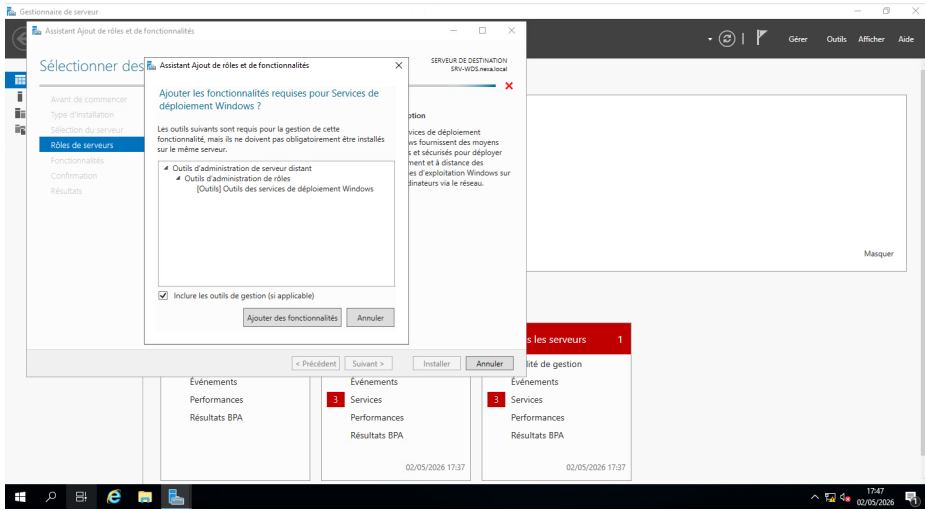 Gestionnaire de serveur
Assistant Ajout de rôles et de fonctionnalités
Gérer
Outils
Afficher
Aide
Sélectionner des
SERVEUR DE DESTINATION
SRV-WDS.nexa.local
Avant de commencer
Type d'installation
Sélection du serveur
Rôles de serveurs
Fonctionnalités
Confirmation
Résultats
Assistant Ajout de rôles et de fonctionnalités
Ajouter les fonctionnalités requises pour Services de
déploiement Windows ?
Les outils suivants sont requis pour la gestion de cette
fonctionnalité, mais ils ne doivent pas obligatoirement être installés
sur le même serveur.
Outils d'administration de serveur distant
Outils d'administration de rôles
[Outils] Outils des services de déploiement Windows
Inclure les outils de gestion (si applicable)
Ajouter des fonctionnalités
Annuler
ption
vices de déploiement
ws fournissent des moyens
s et sécurisés pour déployer
ment et à distance des
es d'exploitation Windows sur
dinateurs via le réseau.
< Précédent
Suivant >
Installer
Annuler
Masquer
s les serveurs 1
lité de gestion
Événements
Performances
Résultats BPA
Événements
3 Services
Performances
Résultats BPA
02/05/2026 17:37
Événements
3 Services
Performances
Résultats BPA
02/05/2026 17:37
17:47
02/05/2026